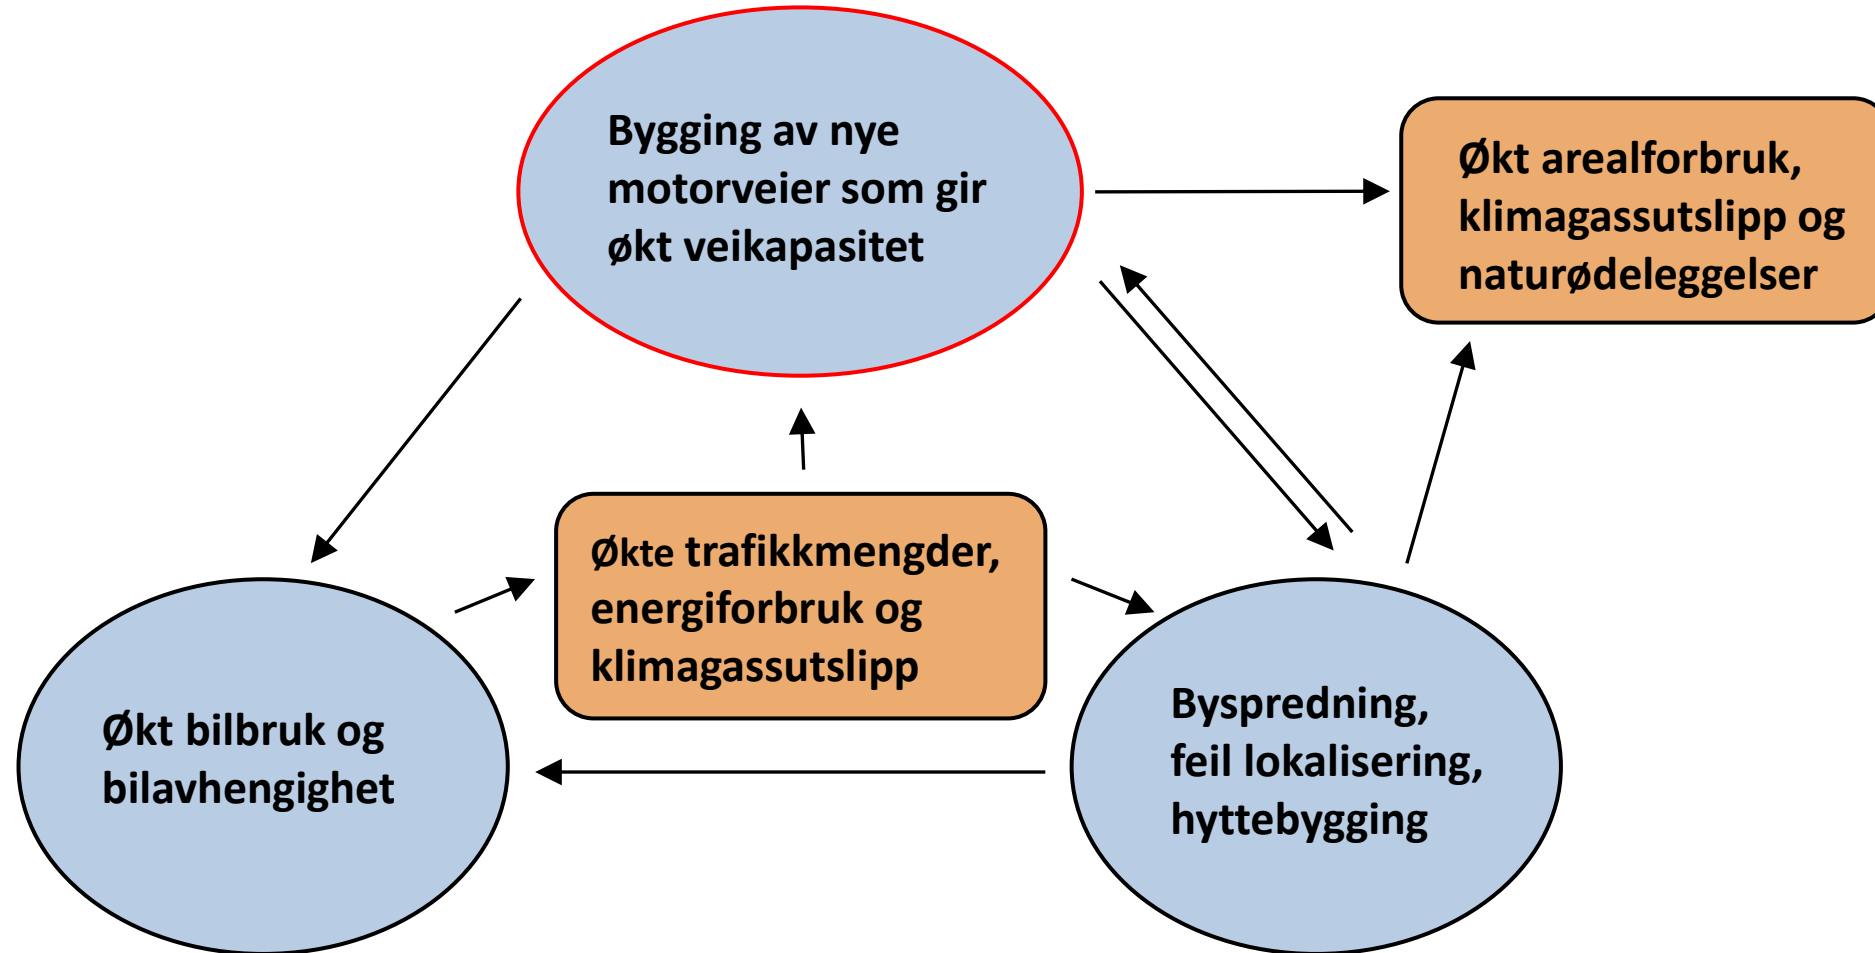 Bygging av nye
motorveier som gir
økt veikapasitet
Økt arealforbruk,
klimagassutslipp og
naturødeleggelser
Økte trafikkmengder,
energiforbruk og
klimagassutslipp
Økt bilbruk og
bilavhengighet
Byspredning,
feil lokalisering,
hyttebygging